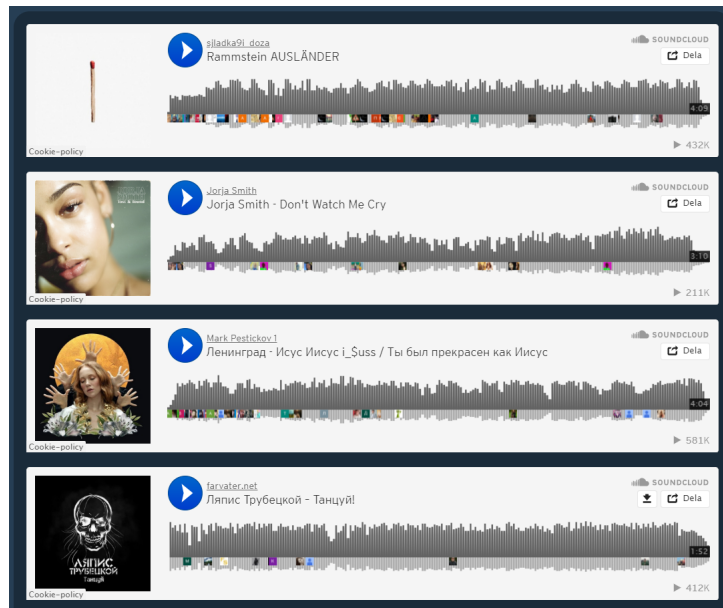 sjladka9i_doza
SOUNDCLOUD
Rammstein AUSLÄNDER
Dela
4:09
Cookie-policy
432K
Jorja Smith
SOUNDCLOUD
Jorja Smith - Don't Watch Me Cry
Dela
3:10
Cookie-policy
211K
Mark Pestickov 1
SOUNDCLOUD
Ленинград - Исус Иисус i_$uss / Ты был прекрасен как Иисус
Dela
4:04
Cookie-policy
581K
farvater.net
SOUNDCLOUD
Ляпис Трубецкой – Танцуй!
Dela
ЛЯПИС
ТРУБЕЦКОЙ
Танцуй
1:52
Cookie-policy
412K